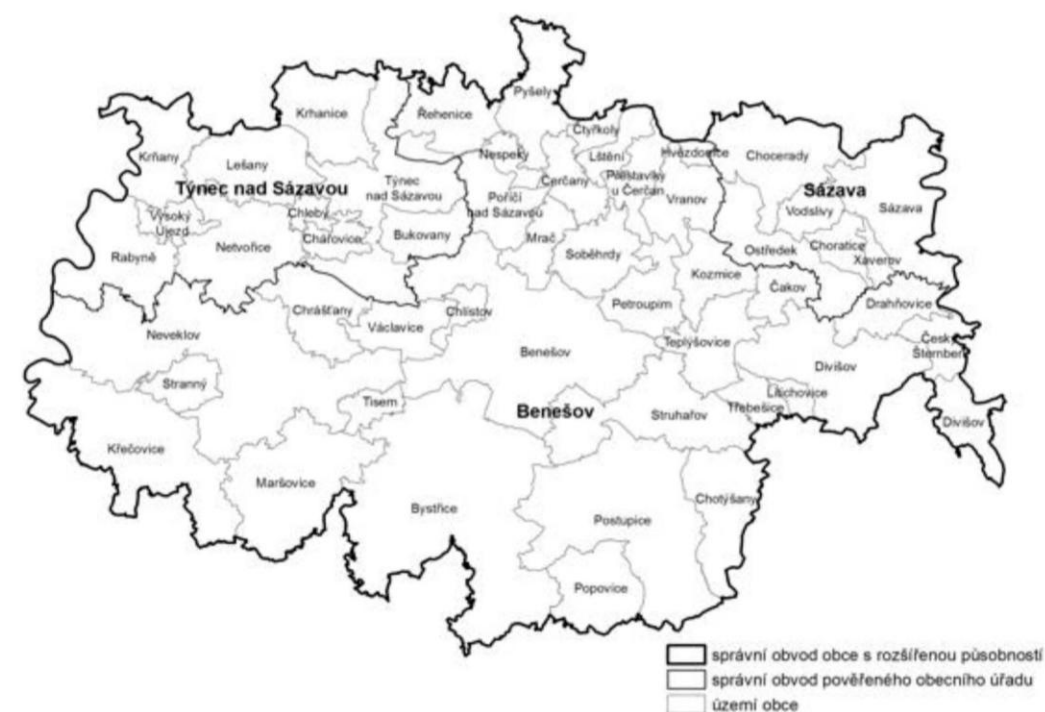 Pyšely
Krhanice
Řehenice
Čtyřkoly
Nespeky
Lštění
Hvězdonice
Chocerady
Krňany
Lešany
Čerčany
Přestavlky
u Čerčan
Týnec nad Sázavou
Týnec
nad Sázavou
Sázava
Poříčí
nad Sázavou
Vranov
Vysoký
Újezd
Chleby
Vodslivy
Sázava
Netvořice
Chářovice
Bukovany
Mrač
Soběhrdy
Ostředek
Choratice
Xaverov
Rabyně
Kozmice
Čakov
Drahňovice
Chrášťany
Chlístov
Petroupim
Neveklov
Václavice
Teplýšovice
Český
Šternberk
Benešov
Divišov
Stranný
Tisem
Benešov
Struhařov
Třebešice
Litichovice
Divišov
Křečovice
Maršovice
Chotýšany
Bystřice
Postupice
Popovice
správní obvod obce s rozšířenou působností
správní obvod pověřeného obecního úřadu
území obce